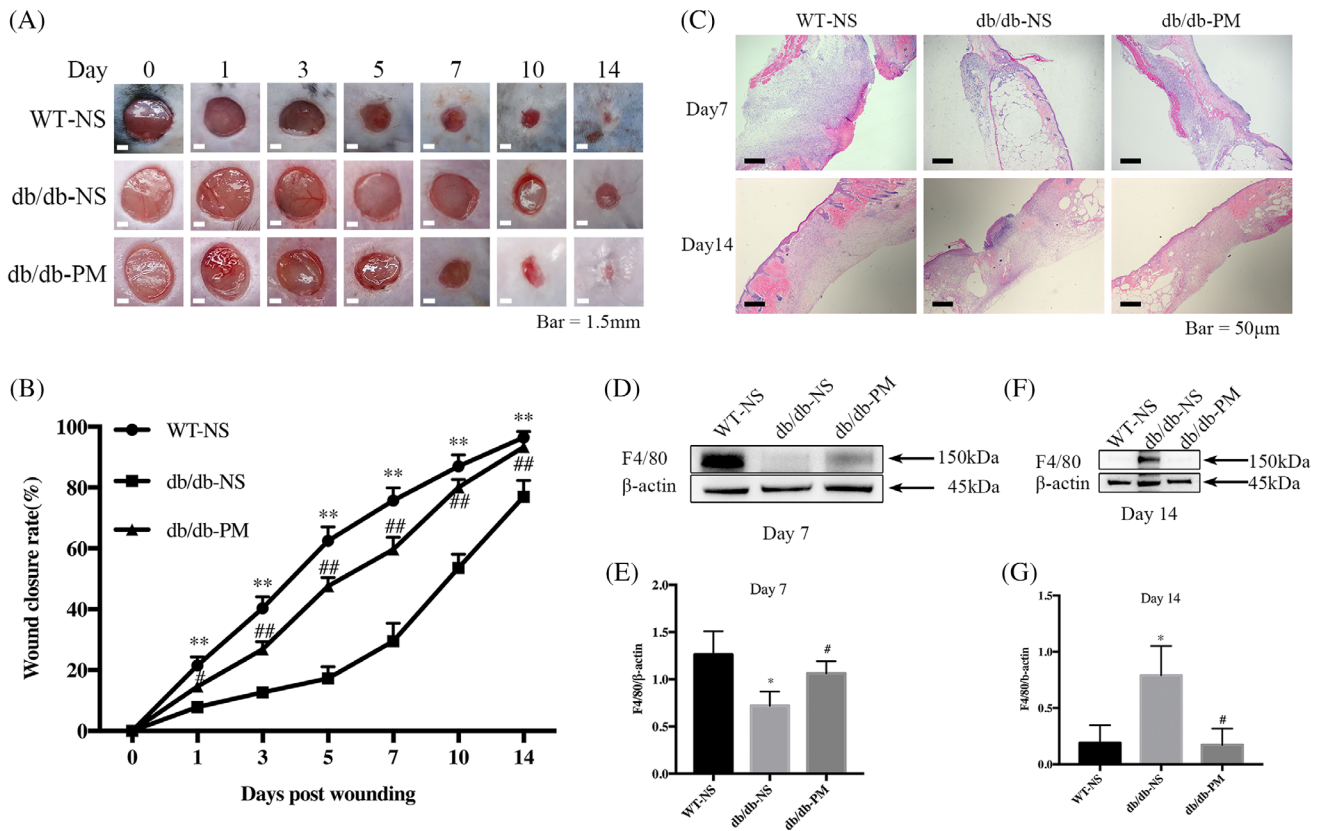 (A)
Day 0 1 3 5 7 10 14
WT-NS
db/db-NS
db/db-PM
Bar = 1.5mm
(B)
Wound closure rate(%)
100
80
60
40
20
0
WT-NS
db/db-NS
db/db-PM
** ** ** ** ** ** **
# ## ## ## ## ##
0 1 3 5 7 10 14
Days post wounding
(C)
WT-NS db/db-NS db/db-PM
Day7
Day14
Bar = 50μm
(D)
WT-NS db/db-NS db/db-PM
F4/80 150kDa
β-actin 45kDa
Day 7
(E)
Day 7
F4/80/β-actin
2.0
1.5
1.0
0.5
0.0
* #
WT-NS db/db-NS db/db-PM
(F)
WT-NS db/db-NS db/db-PM
F4/80 150kDa
β-actin 45kDa
Day 14
(G)
Day 14
F4/80/b-actin
1.5
1.0
0.5
0.0
* #
WT-NS db/db-NS db/db-PM